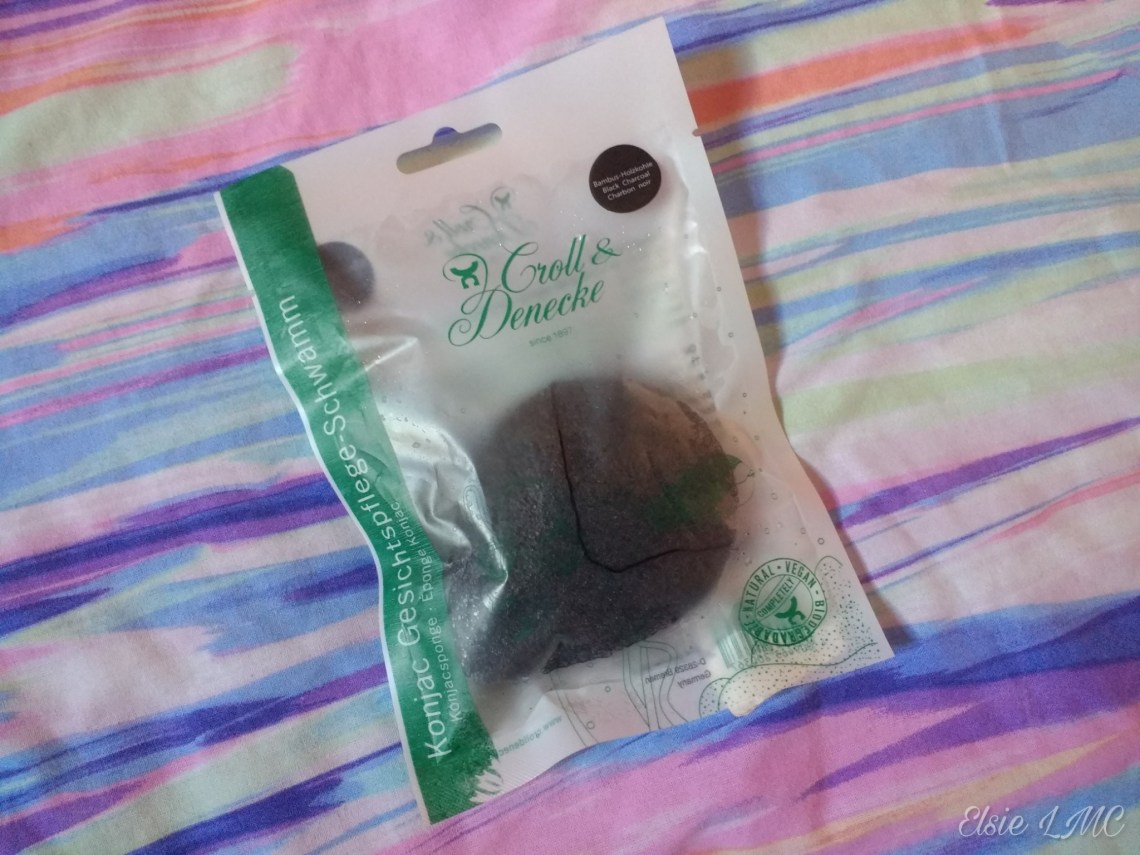 Bambus-Holzkohle
Black Charcoal
Charbon noir
Croll &
Denecke
SINCE 1897
Konjac Gesichtspflege-Schwamm
Konjacsponge · Éponge Konjac
NATURAL · VEGAN · BIODEGRADABLE
COMPLETELY
Germany
Elsie LMC